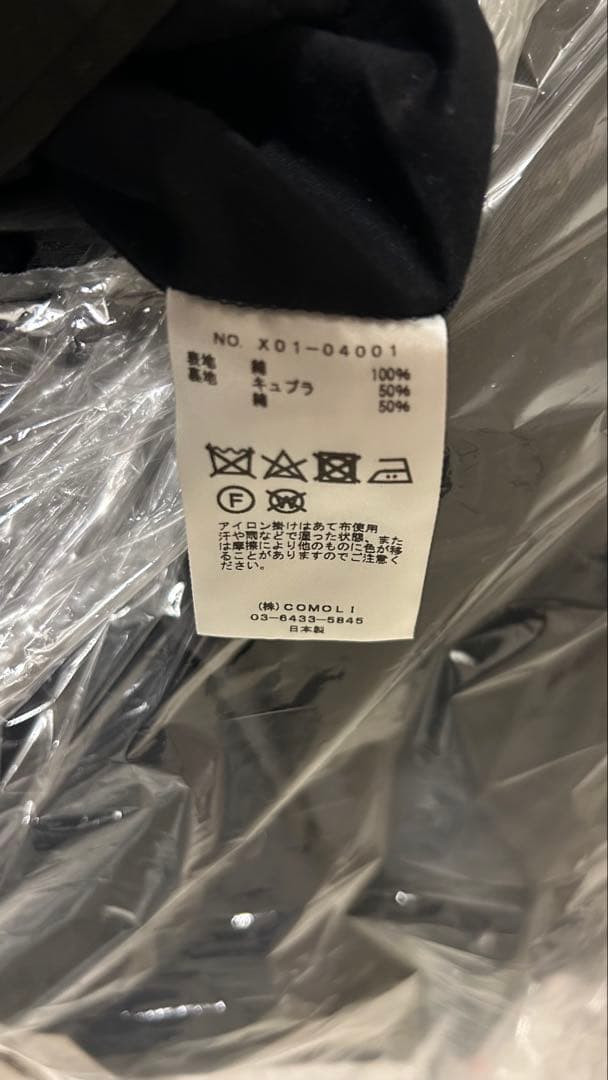 NO. X01-04001
表地 綿 100%
裏地 キュプラ 50%
綿 50%
F
W
アイロン掛けはあて布使用
汗や雨などで湿った状態、また
は摩擦により他のものに色が移
ることがありますのでご注意く
ださい。
(株)COMOLI
03-6433-5845
日本製